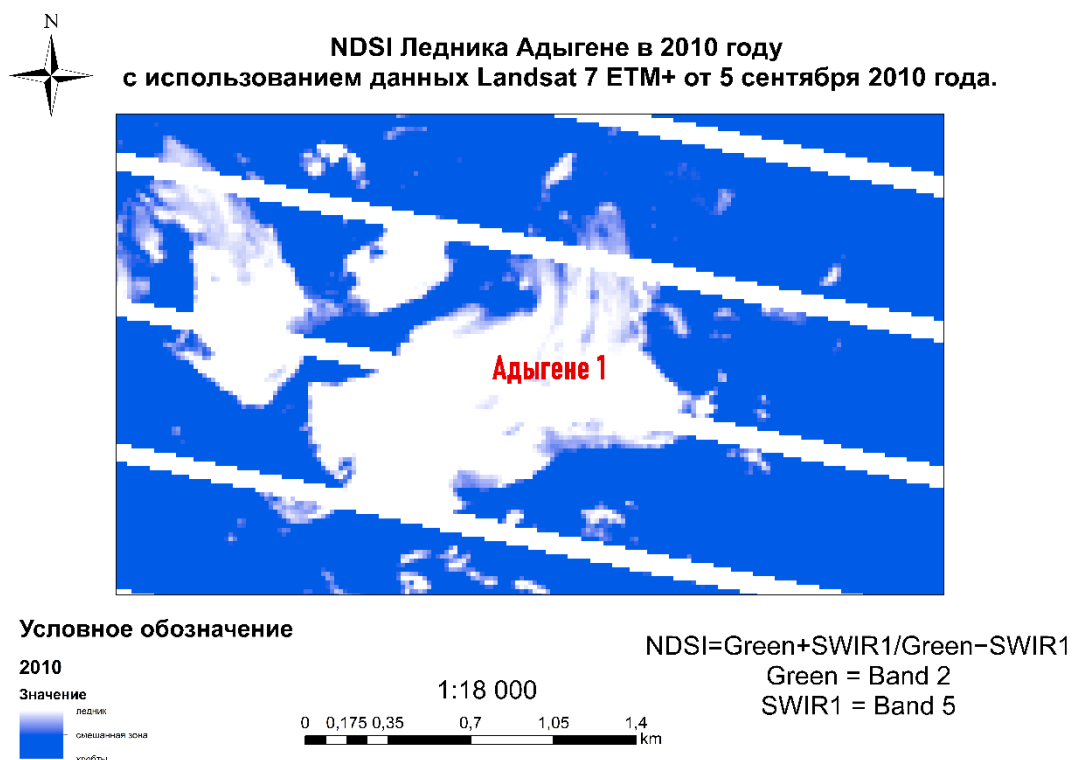 N
NDSI Ледника Адыгене в 2010 году
с использованием данных Landsat 7 ETM+ от 5 сентября 2010 года.
Адыгене 1
Условное обозначение
2010
Значение
ледник
смешанная зона
хребты
1:18 000
0 0,175 0,35 0,7 1,05 1,4
km
NDSI=Green+SWIR1/Green−SWIR1
Green = Band 2
SWIR1 = Band 5